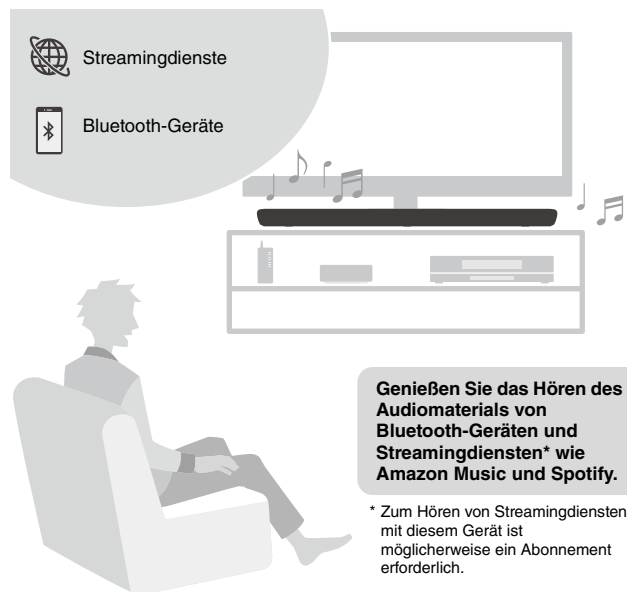 Streamingdienste
Bluetooth-Geräte
Genießen Sie das Hören des
Audiomaterials von
Bluetooth-Geräten und
Streamingdiensten* wie
Amazon Music und Spotify.
* Zum Hören von Streamingdiensten
mit diesem Gerät ist
möglicherweise ein Abonnement
erforderlich.